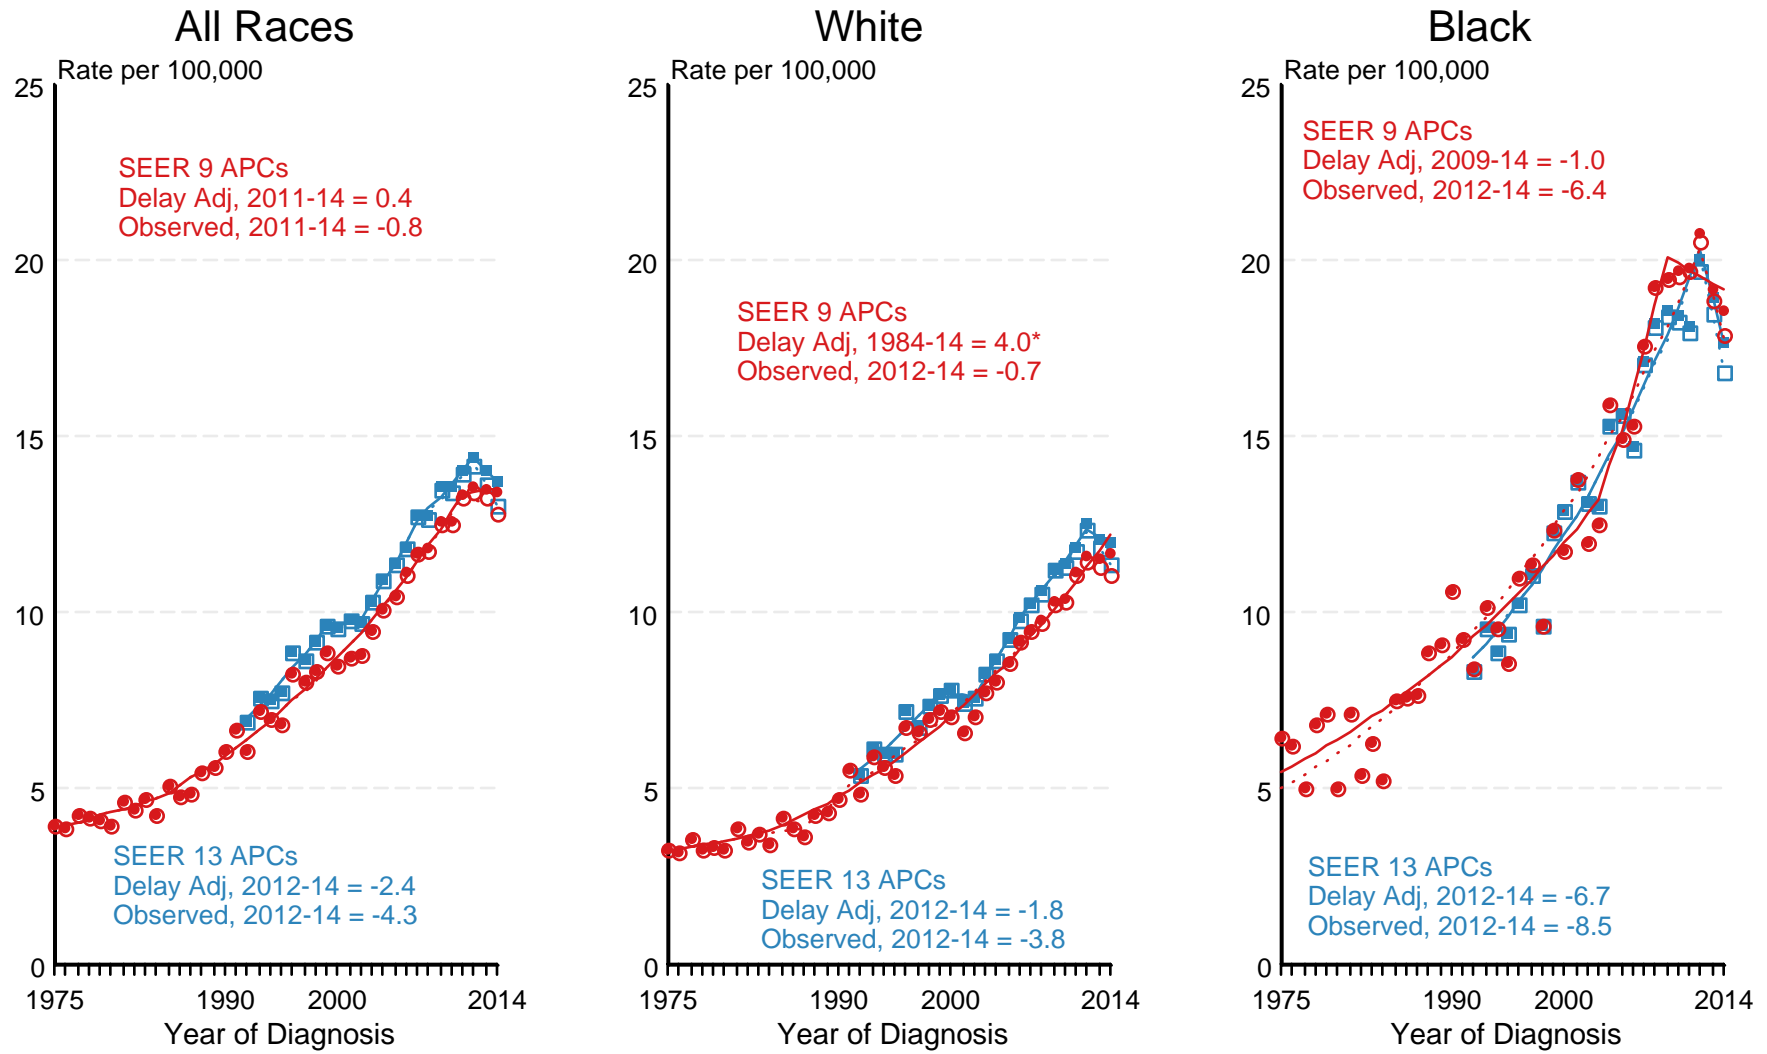 All Races
Rate per 100,000
25
20
15
10
5
0
SEER 9 APCs
Delay Adj, 2011-14 = 0.4
Observed, 2011-14 = -0.8
SEER 13 APCs
Delay Adj, 2012-14 = -2.4
Observed, 2012-14 = -4.3
1975 1990 2000 2014
Year of Diagnosis
White
Rate per 100,000
25
20
15
10
5
0
SEER 9 APCs
Delay Adj, 1984-14 = 4.0*
Observed, 2012-14 = -0.7
SEER 13 APCs
Delay Adj, 2012-14 = -1.8
Observed, 2012-14 = -3.8
1975 1990 2000 2014
Year of Diagnosis
Black
Rate per 100,000
25
20
15
10
5
0
SEER 9 APCs
Delay Adj, 2009-14 = -1.0
Observed, 2012-14 = -6.4
SEER 13 APCs
Delay Adj, 2012-14 = -6.7
Observed, 2012-14 = -8.5
1975 1990 2000 2014
Year of Diagnosis